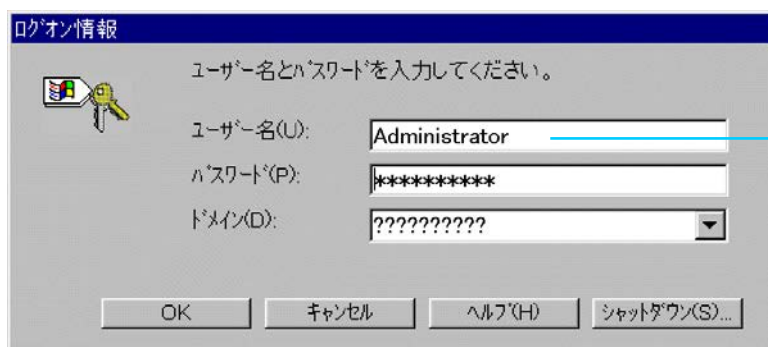 ログオン情報
ユーザー名とパスワードを入力してください。
ユーザー名(U): Administrator
パスワード(P): **********
ドメイン(D): ??????????
OK キャンセル ヘルプ(H) シャットダウン(S)...